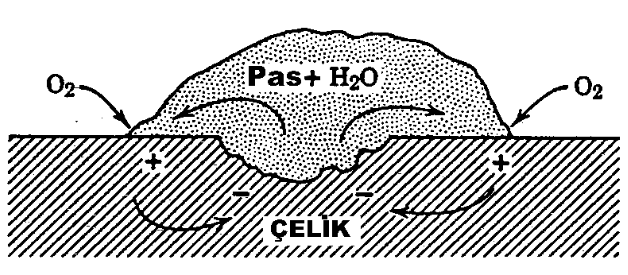 Pas+ H₂O
O₂
O₂
+
+
−
−
ÇELİK